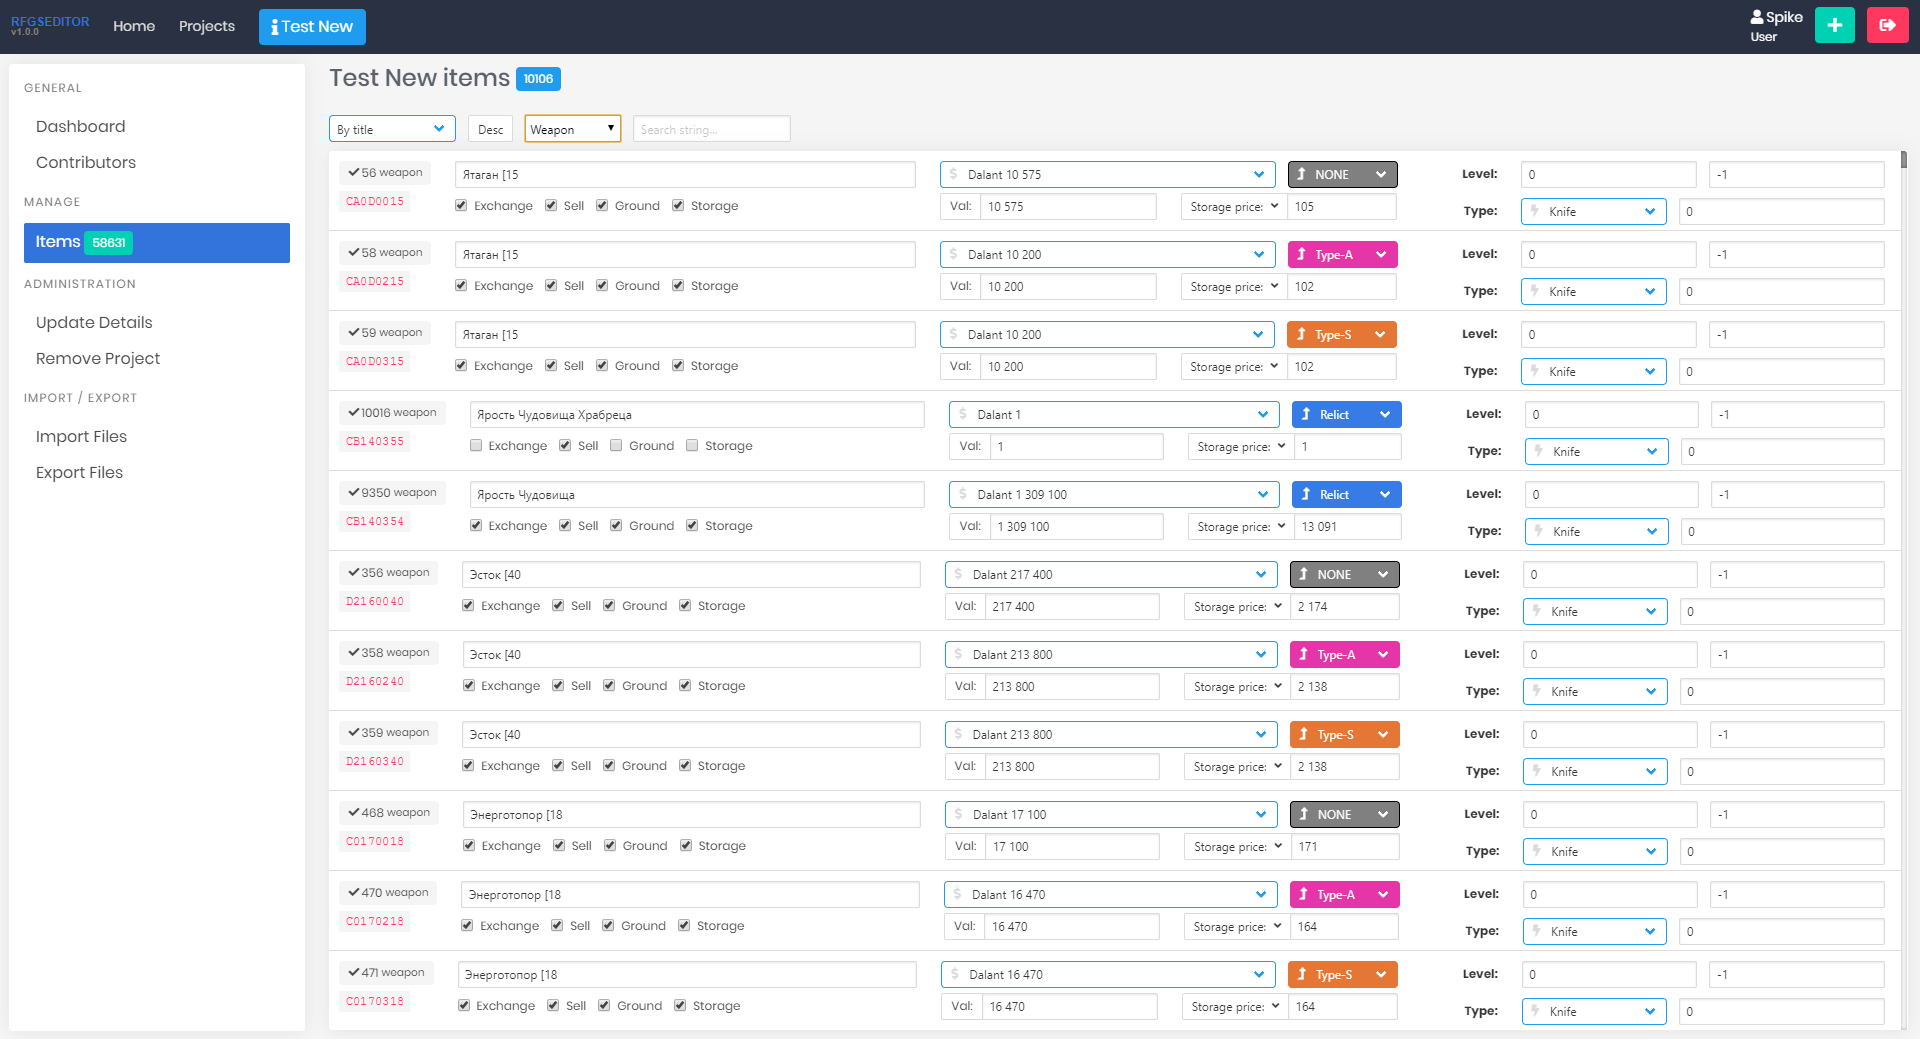 RFGSEDITOR
v1.0.0
Home
Projects
Test New
Spike
User
GENERAL
Dashboard
Contributors
MANAGE
Items 58631
ADMINISTRATION
Update Details
Remove Project
IMPORT / EXPORT
Import Files
Export Files
Test New items 10106
By title
Desc
Weapon
Search string...
56 weapon Ятаган [15 $ Dalant 10 575 NONE Level: 0 -1
CA0D0015 Exchange Sell Ground Storage Val: 10 575 Storage price: 105 Type: Knife 0
58 weapon Ятаган [15 $ Dalant 10 200 Type-A Level: 0 -1
CA0D0215 Exchange Sell Ground Storage Val: 10 200 Storage price: 102 Type: Knife 0
59 weapon Ятаган [15 $ Dalant 10 200 Type-S Level: 0 -1
CA0D0315 Exchange Sell Ground Storage Val: 10 200 Storage price: 102 Type: Knife 0
10016 weapon Ярость Чудовища Храбреца $ Dalant 1 Relict Level: 0 -1
CB140355 Exchange Sell Ground Storage Val: 1 Storage price: 1 Type: Knife 0
9350 weapon Ярость Чудовища $ Dalant 1 309 100 Relict Level: 0 -1
CB140354 Exchange Sell Ground Storage Val: 1 309 100 Storage price: 13 091 Type: Knife 0
356 weapon Эсток [40 $ Dalant 217 400 NONE Level: 0 -1
D2160040 Exchange Sell Ground Storage Val: 217 400 Storage price: 2 174 Type: Knife 0
358 weapon Эсток [40 $ Dalant 213 800 Type-A Level: 0 -1
D2160240 Exchange Sell Ground Storage Val: 213 800 Storage price: 2 138 Type: Knife 0
359 weapon Эсток [40 $ Dalant 213 800 Type-S Level: 0 -1
D2160340 Exchange Sell Ground Storage Val: 213 800 Storage price: 2 138 Type: Knife 0
468 weapon Энерготопор [18 $ Dalant 17 100 NONE Level: 0 -1
C0170018 Exchange Sell Ground Storage Val: 17 100 Storage price: 171 Type: Knife 0
470 weapon Энерготопор [18 $ Dalant 16 470 Type-A Level: 0 -1
C0170218 Exchange Sell Ground Storage Val: 16 470 Storage price: 164 Type: Knife 0
471 weapon Энерготопор [18 $ Dalant 16 470 Type-S Level: 0 -1
C0170318 Exchange Sell Ground Storage Val: 16 470 Storage price: 164 Type: Knife 0